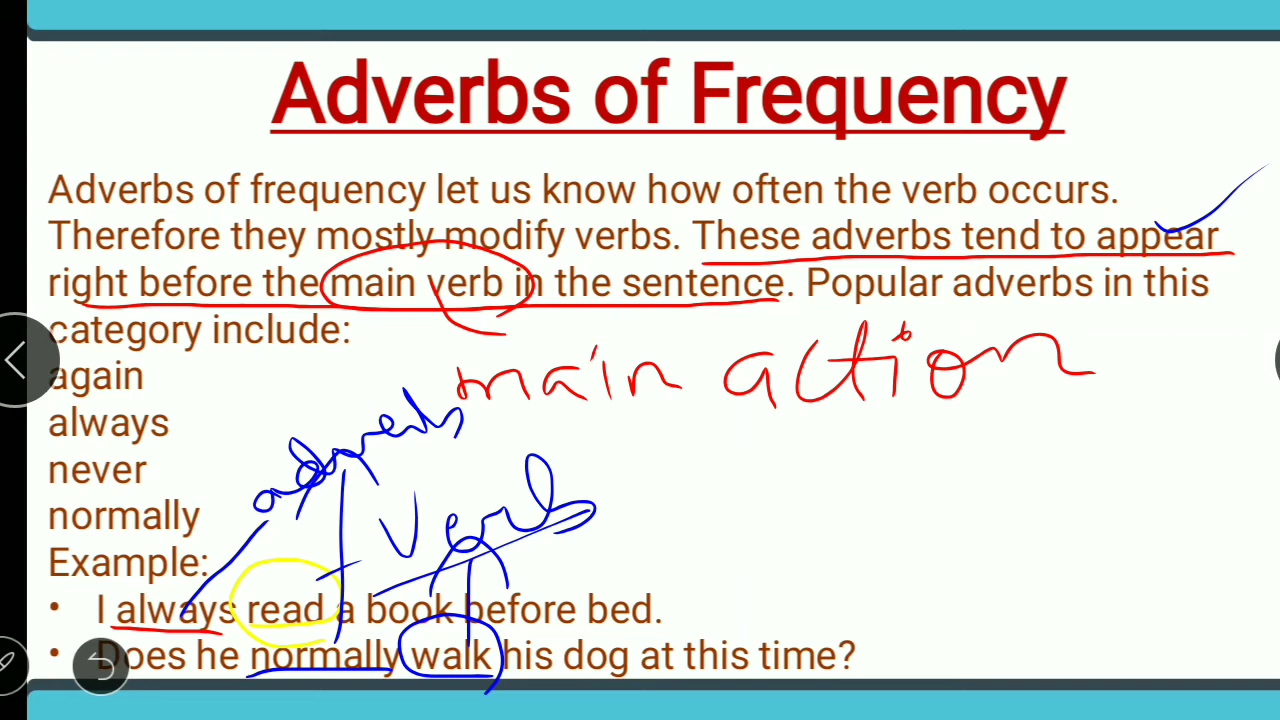 Adverbs of Frequency
Adverbs of frequency let us know how often the verb occurs.
Therefore they mostly modify verbs. These adverbs tend to appear
right before the main verb in the sentence. Popular adverbs in this
category include:
main action
again
always
adverbs
never
verb
normally
Example:
• I always read a book before bed.
• Does he normally walk his dog at this time?